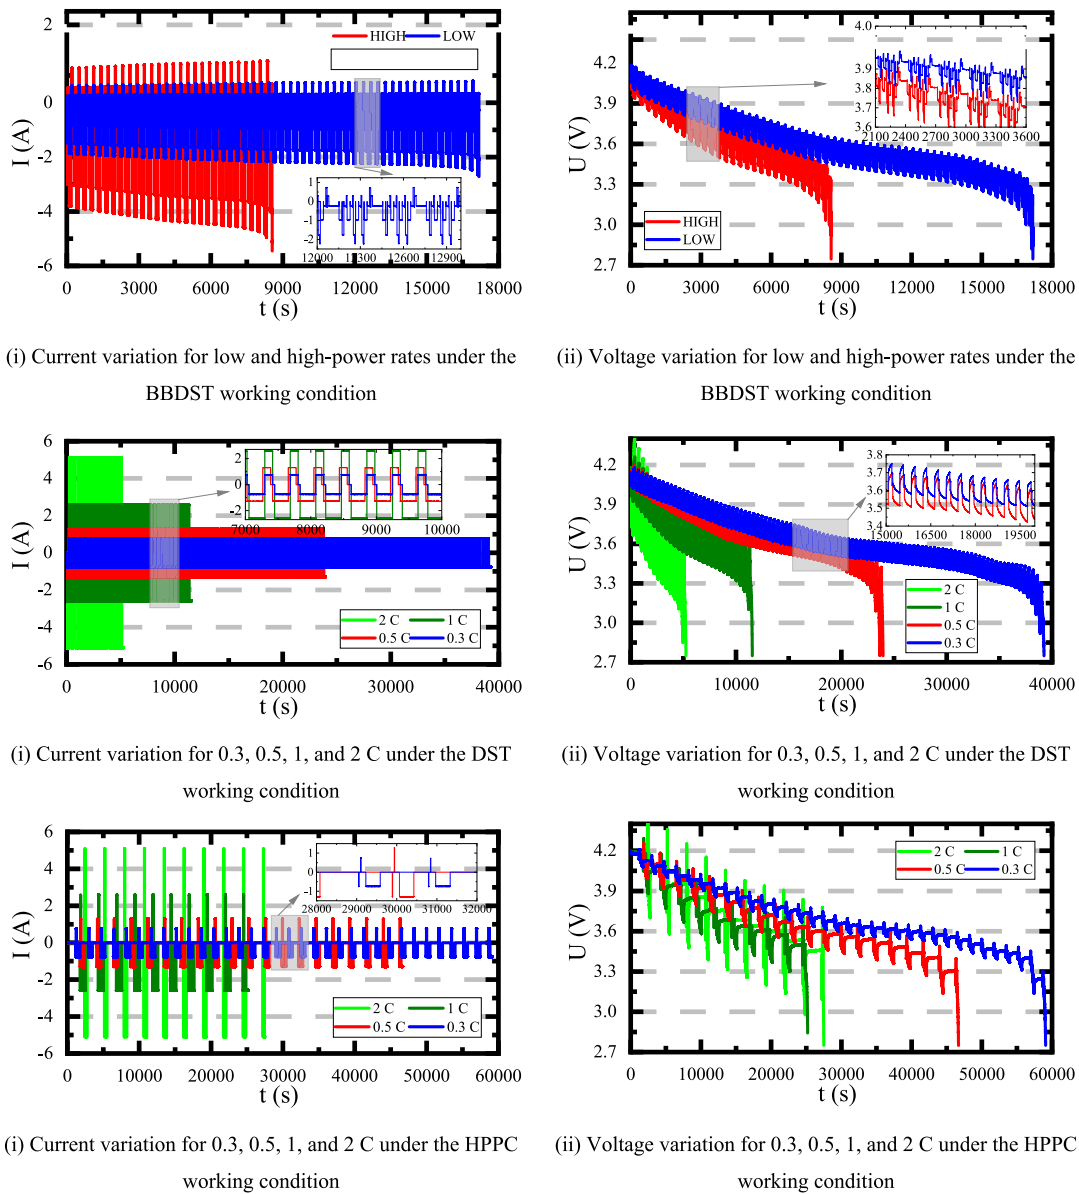 2
0
-2
-4
-6
I (A)
HIGH
LOW
1
0
-1
-2
12000
12300
12600
12900
0
3000
6000
9000
12000
15000
18000
t (s)
4.2
3.9
3.6
3.3
3.0
2.7
U (V)
4.0
3.9
3.8
3.7
3.6
2100
2400
2700
3000
3300
3600
HIGH
LOW
0
3000
6000
9000
12000
15000
18000
t (s)
(i) Current variation for low and high-power rates under the
BBDST working condition
(ii) Voltage variation for low and high-power rates under the
BBDST working condition
6
4
2
0
-2
-4
-6
I (A)
2
0
-2
7000
8000
9000
10000
2 C
1 C
0.5 C
0.3 C
0
10000
20000
30000
40000
t (s)
4.2
3.9
3.6
3.3
3.0
2.7
U (V)
3.8
3.7
3.6
3.5
3.4
15000
16500
18000
19500
2 C
1 C
0.5 C
0.3 C
0
10000
20000
30000
40000
t (s)
(i) Current variation for 0.3, 0.5, 1, and 2 C under the DST
working condition
(ii) Voltage variation for 0.3, 0.5, 1, and 2 C under the DST
working condition
6
4
2
0
-2
-4
-6
I (A)
1
0
-1
28000
29000
30000
31000
32000
2 C
1 C
0.5 C
0.3 C
0
10000
20000
30000
40000
50000
60000
t (s)
4.2
3.9
3.6
3.3
3.0
2.7
U (V)
2 C
1 C
0.5 C
0.3 C
0
10000
20000
30000
40000
50000
60000
t (s)
(i) Current variation for 0.3, 0.5, 1, and 2 C under the HPPC
working condition
(ii) Voltage variation for 0.3, 0.5, 1, and 2 C under the HPPC
working condition